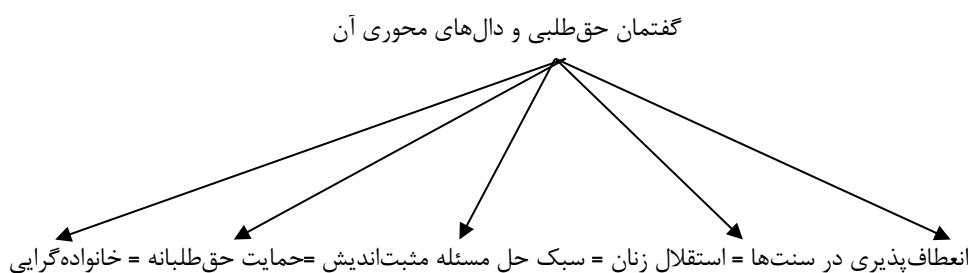 گفتمان حق‌طلبی و دال‌های محوری آن
انعطاف‌پذیری در سنت‌ها = استقلال زنان = سبک حل مسئله مثبت‌اندیش =حمایت حق‌طلبانه = خانواده‌گرایی